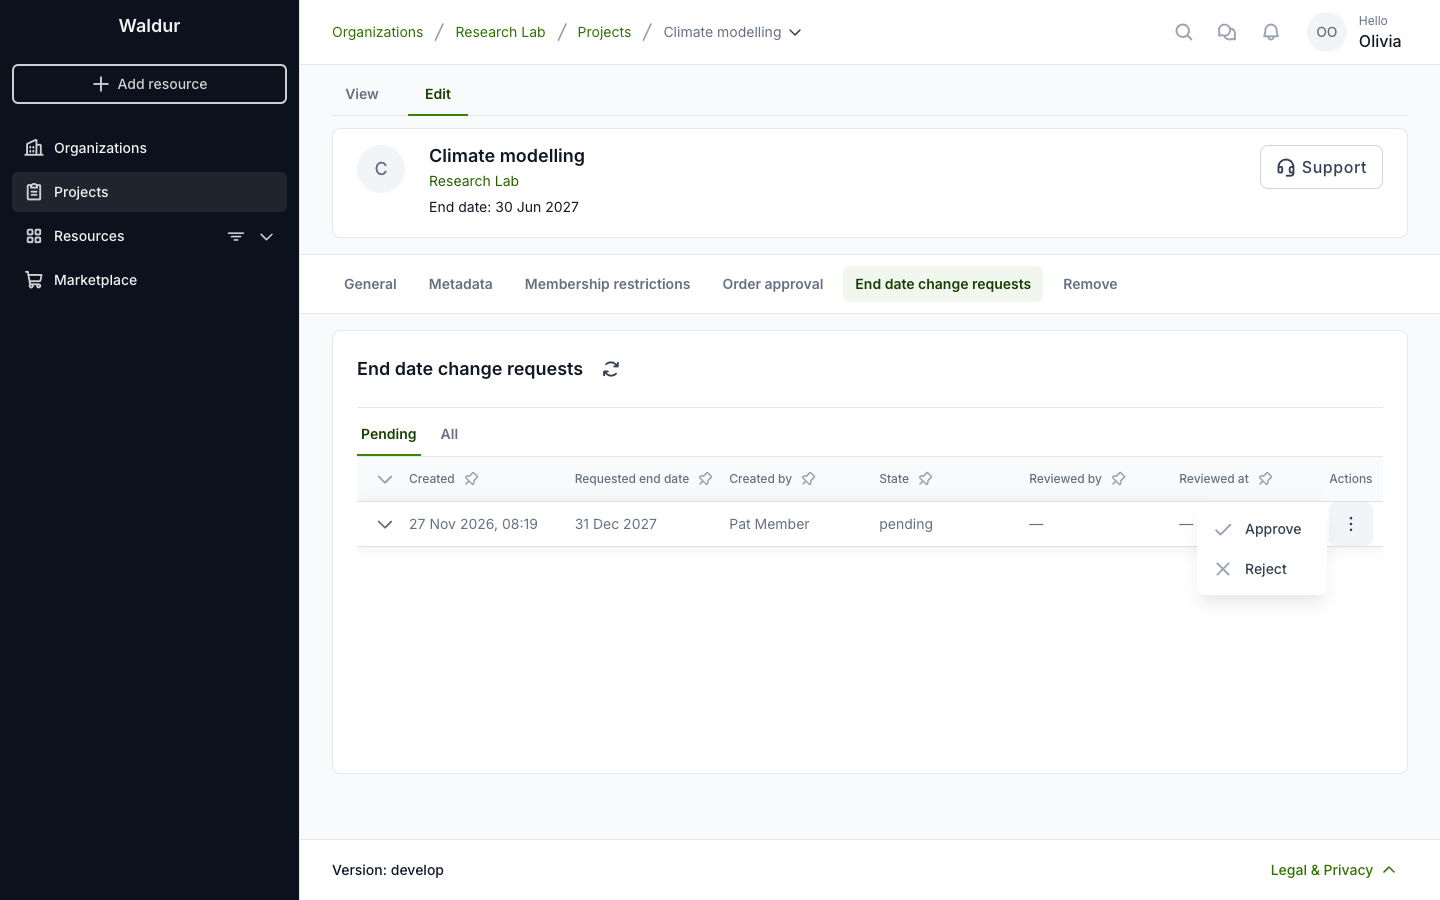 Waldur
Add resource
Organizations
Projects
Resources
Marketplace
Organizations / Research Lab / Projects / Climate modelling
OO
Hello
Olivia
View
Edit
C
Climate modelling
Research Lab
End date: 30 Jun 2027
Support
General
Metadata
Membership restrictions
Order approval
End date change requests
Remove
End date change requests
Pending
All
Created Requested end date Created by State Reviewed by Reviewed at Actions
27 Nov 2026, 08:19 31 Dec 2027 Pat Member pending — —
Approve
Reject
Version: develop
Legal & Privacy